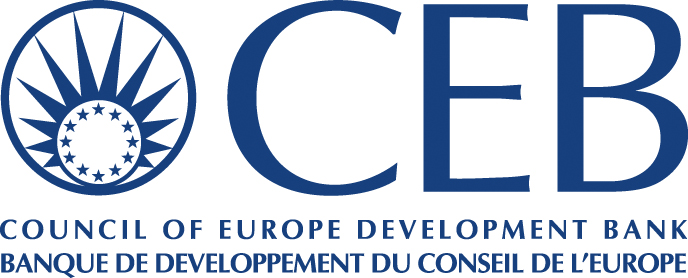 CEB
COUNCIL OF EUROPE DEVELOPMENT BANK
BANQUE DE DEVELOPPEMENT DU CONSEIL DE L’EUROPE